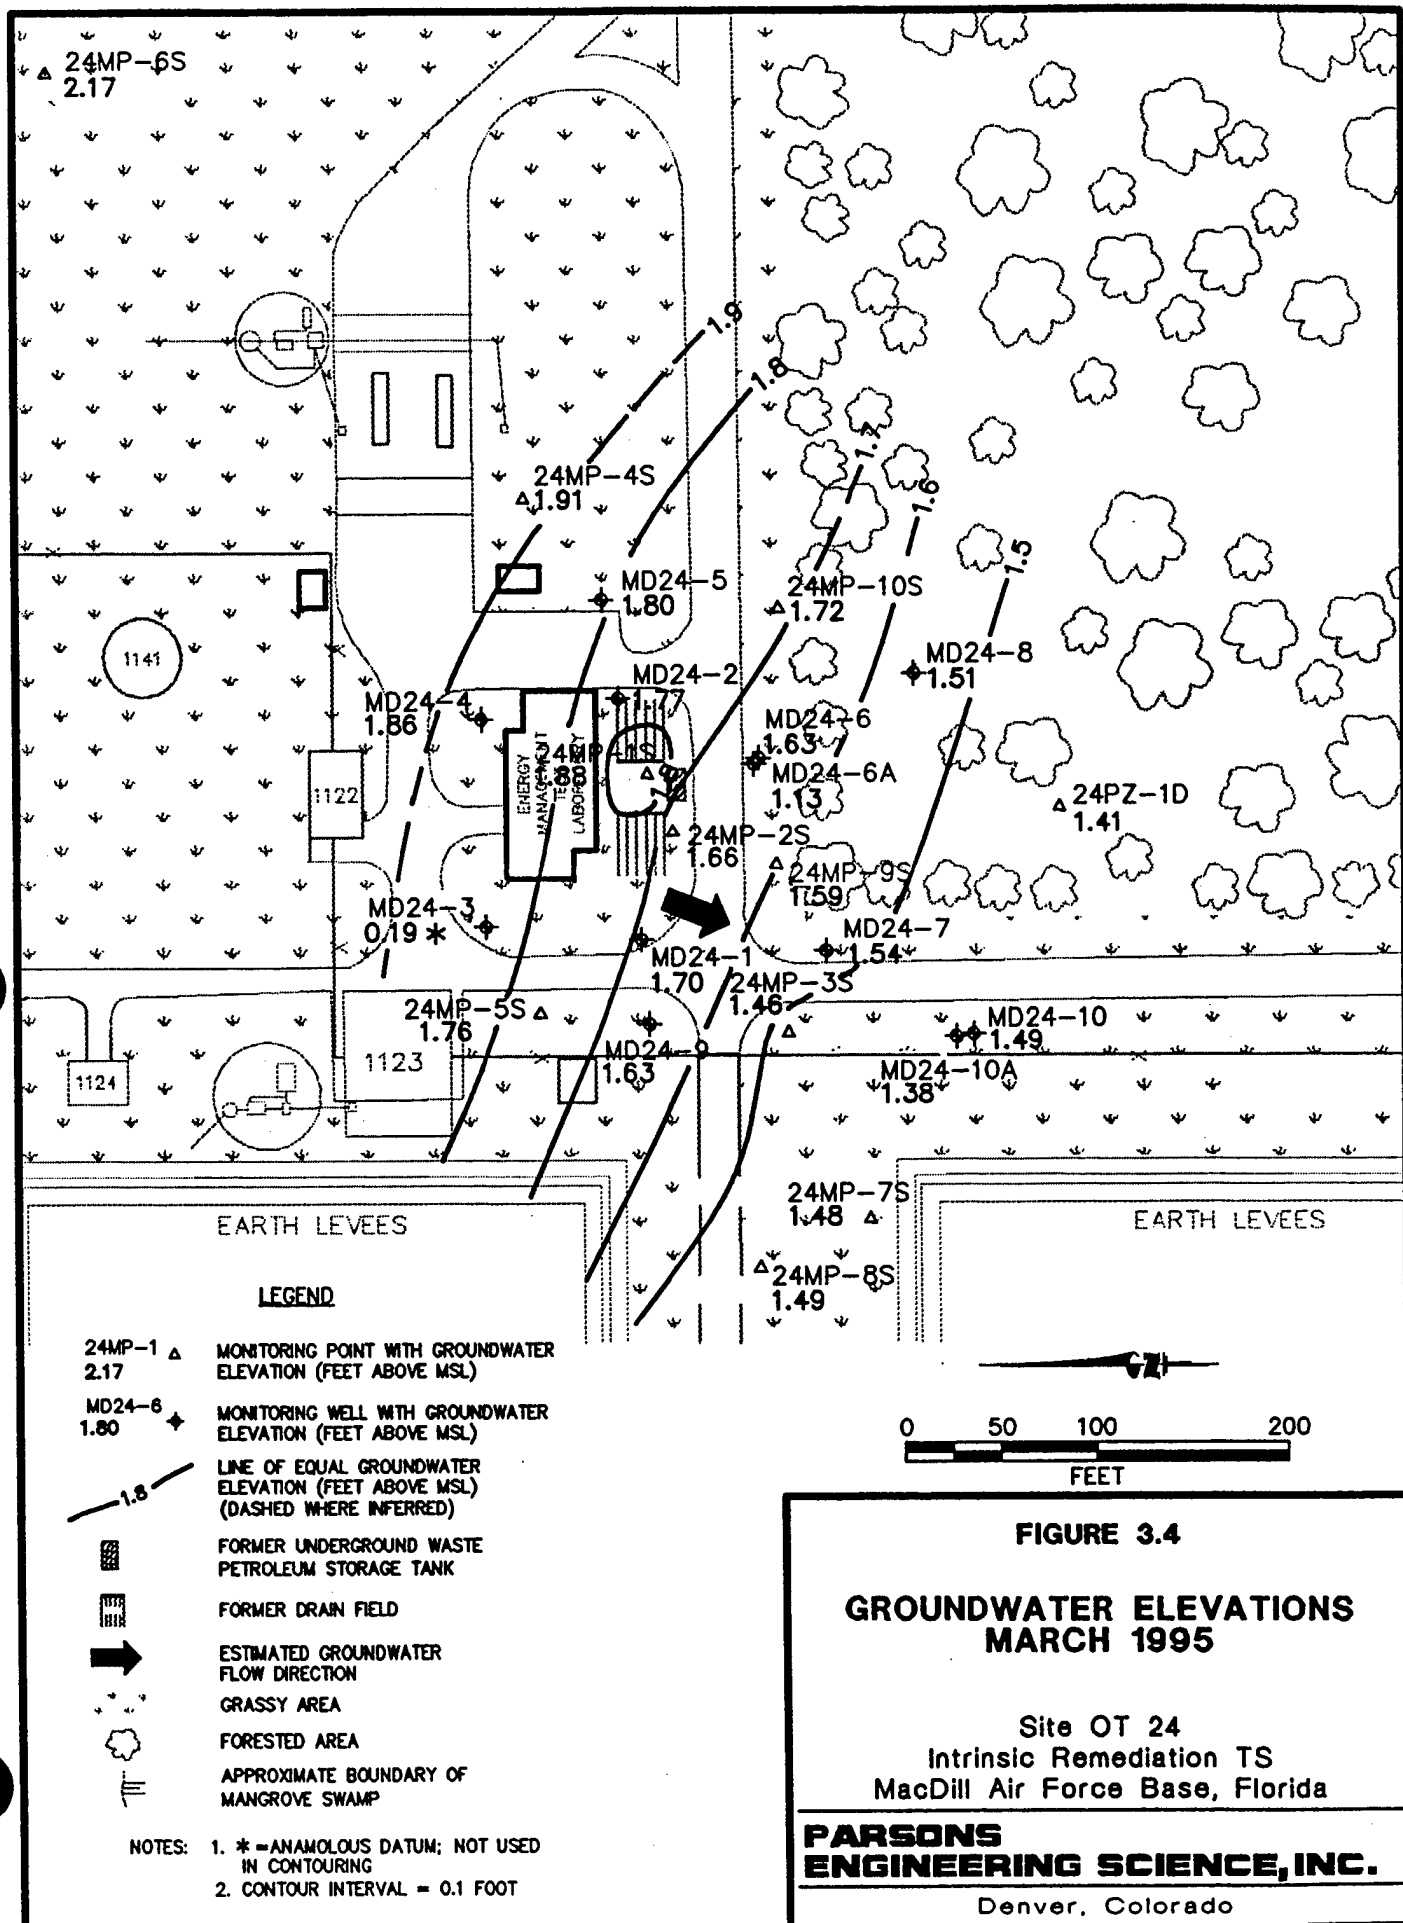 24MP-6S
2.17
1.9
1.8
1.7
1.6
1.5
24MP-4S
1.91
MD24-5
1.80
24MP-10S
1.72
1141
MD24-8
1.51
MD24-2
1.77
MD24-4
1.86
MD24-6
1.63
MD24-6A
1.13
24MP-1S
1.88
ENERGY
MANAGEMENT
TEST
LABORATORY
1.8
1122
24PZ-1D
1.41
24MP-2S
1.66
24MP-9S
1.59
MD24-3
0.19 *
MD24-7
1.54
MD24-1
1.70
24MP-3S
1.46
24MP-5S
1.76
MD24-10
1.49
MD24-9
1.63
1123
1124
MD24-10A
1.38
24MP-7S
1.48
EARTH LEVEES
EARTH LEVEES
24MP-8S
1.49
LEGEND
24MP-1
2.17
MONITORING POINT WITH GROUNDWATER
ELEVATION (FEET ABOVE MSL)
MD24-6
1.80
MONITORING WELL WITH GROUNDWATER
ELEVATION (FEET ABOVE MSL)
1.8
LINE OF EQUAL GROUNDWATER
ELEVATION (FEET ABOVE MSL)
(DASHED WHERE INFERRED)
FORMER UNDERGROUND WASTE
PETROLEUM STORAGE TANK
FORMER DRAIN FIELD
ESTIMATED GROUNDWATER
FLOW DIRECTION
GRASSY AREA
FORESTED AREA
APPROXIMATE BOUNDARY OF
MANGROVE SWAMP
NOTES: 1. * =ANAMOLOUS DATUM; NOT USED
IN CONTOURING
2. CONTOUR INTERVAL = 0.1 FOOT
N
0 50 100 200
FEET
FIGURE 3.4
GROUNDWATER ELEVATIONS
MARCH 1995
Site OT 24
Intrinsic Remediation TS
MacDill Air Force Base, Florida
PARSONS
ENGINEERING SCIENCE, INC.
Denver, Colorado